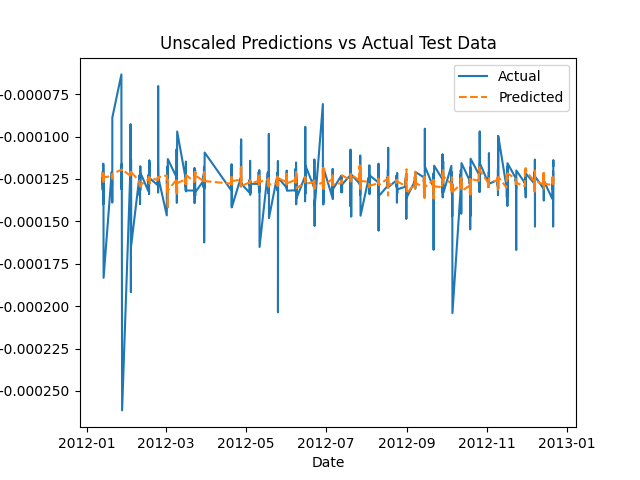 Unscaled Predictions vs Actual Test Data
Actual
Predicted
-0.000075
-0.000100
-0.000125
-0.000150
-0.000175
-0.000200
-0.000225
-0.000250
2012-01 2012-03 2012-05 2012-07 2012-09 2012-11 2013-01
Date